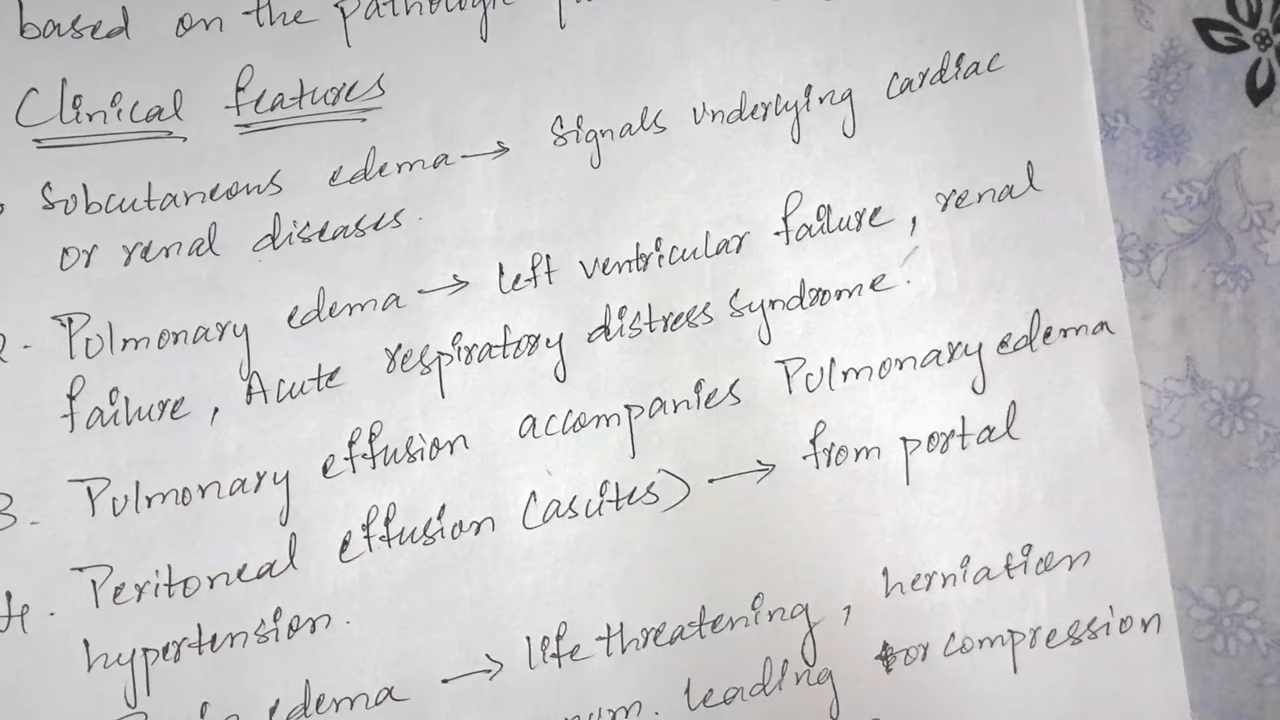 based on the pathologic
Clinical features
Subcutaneous edema → signals underlying cardiac
or renal diseases.
2. Pulmonary edema → left ventricular failure, renal
failure, Acute respiratory distress syndrome.
3. Pulmonary effusion accompanies Pulmonary edema
4. Peritoneal effusion (ascites) → from portal
hypertension.
edema → life threatening, herniation
leading or compression